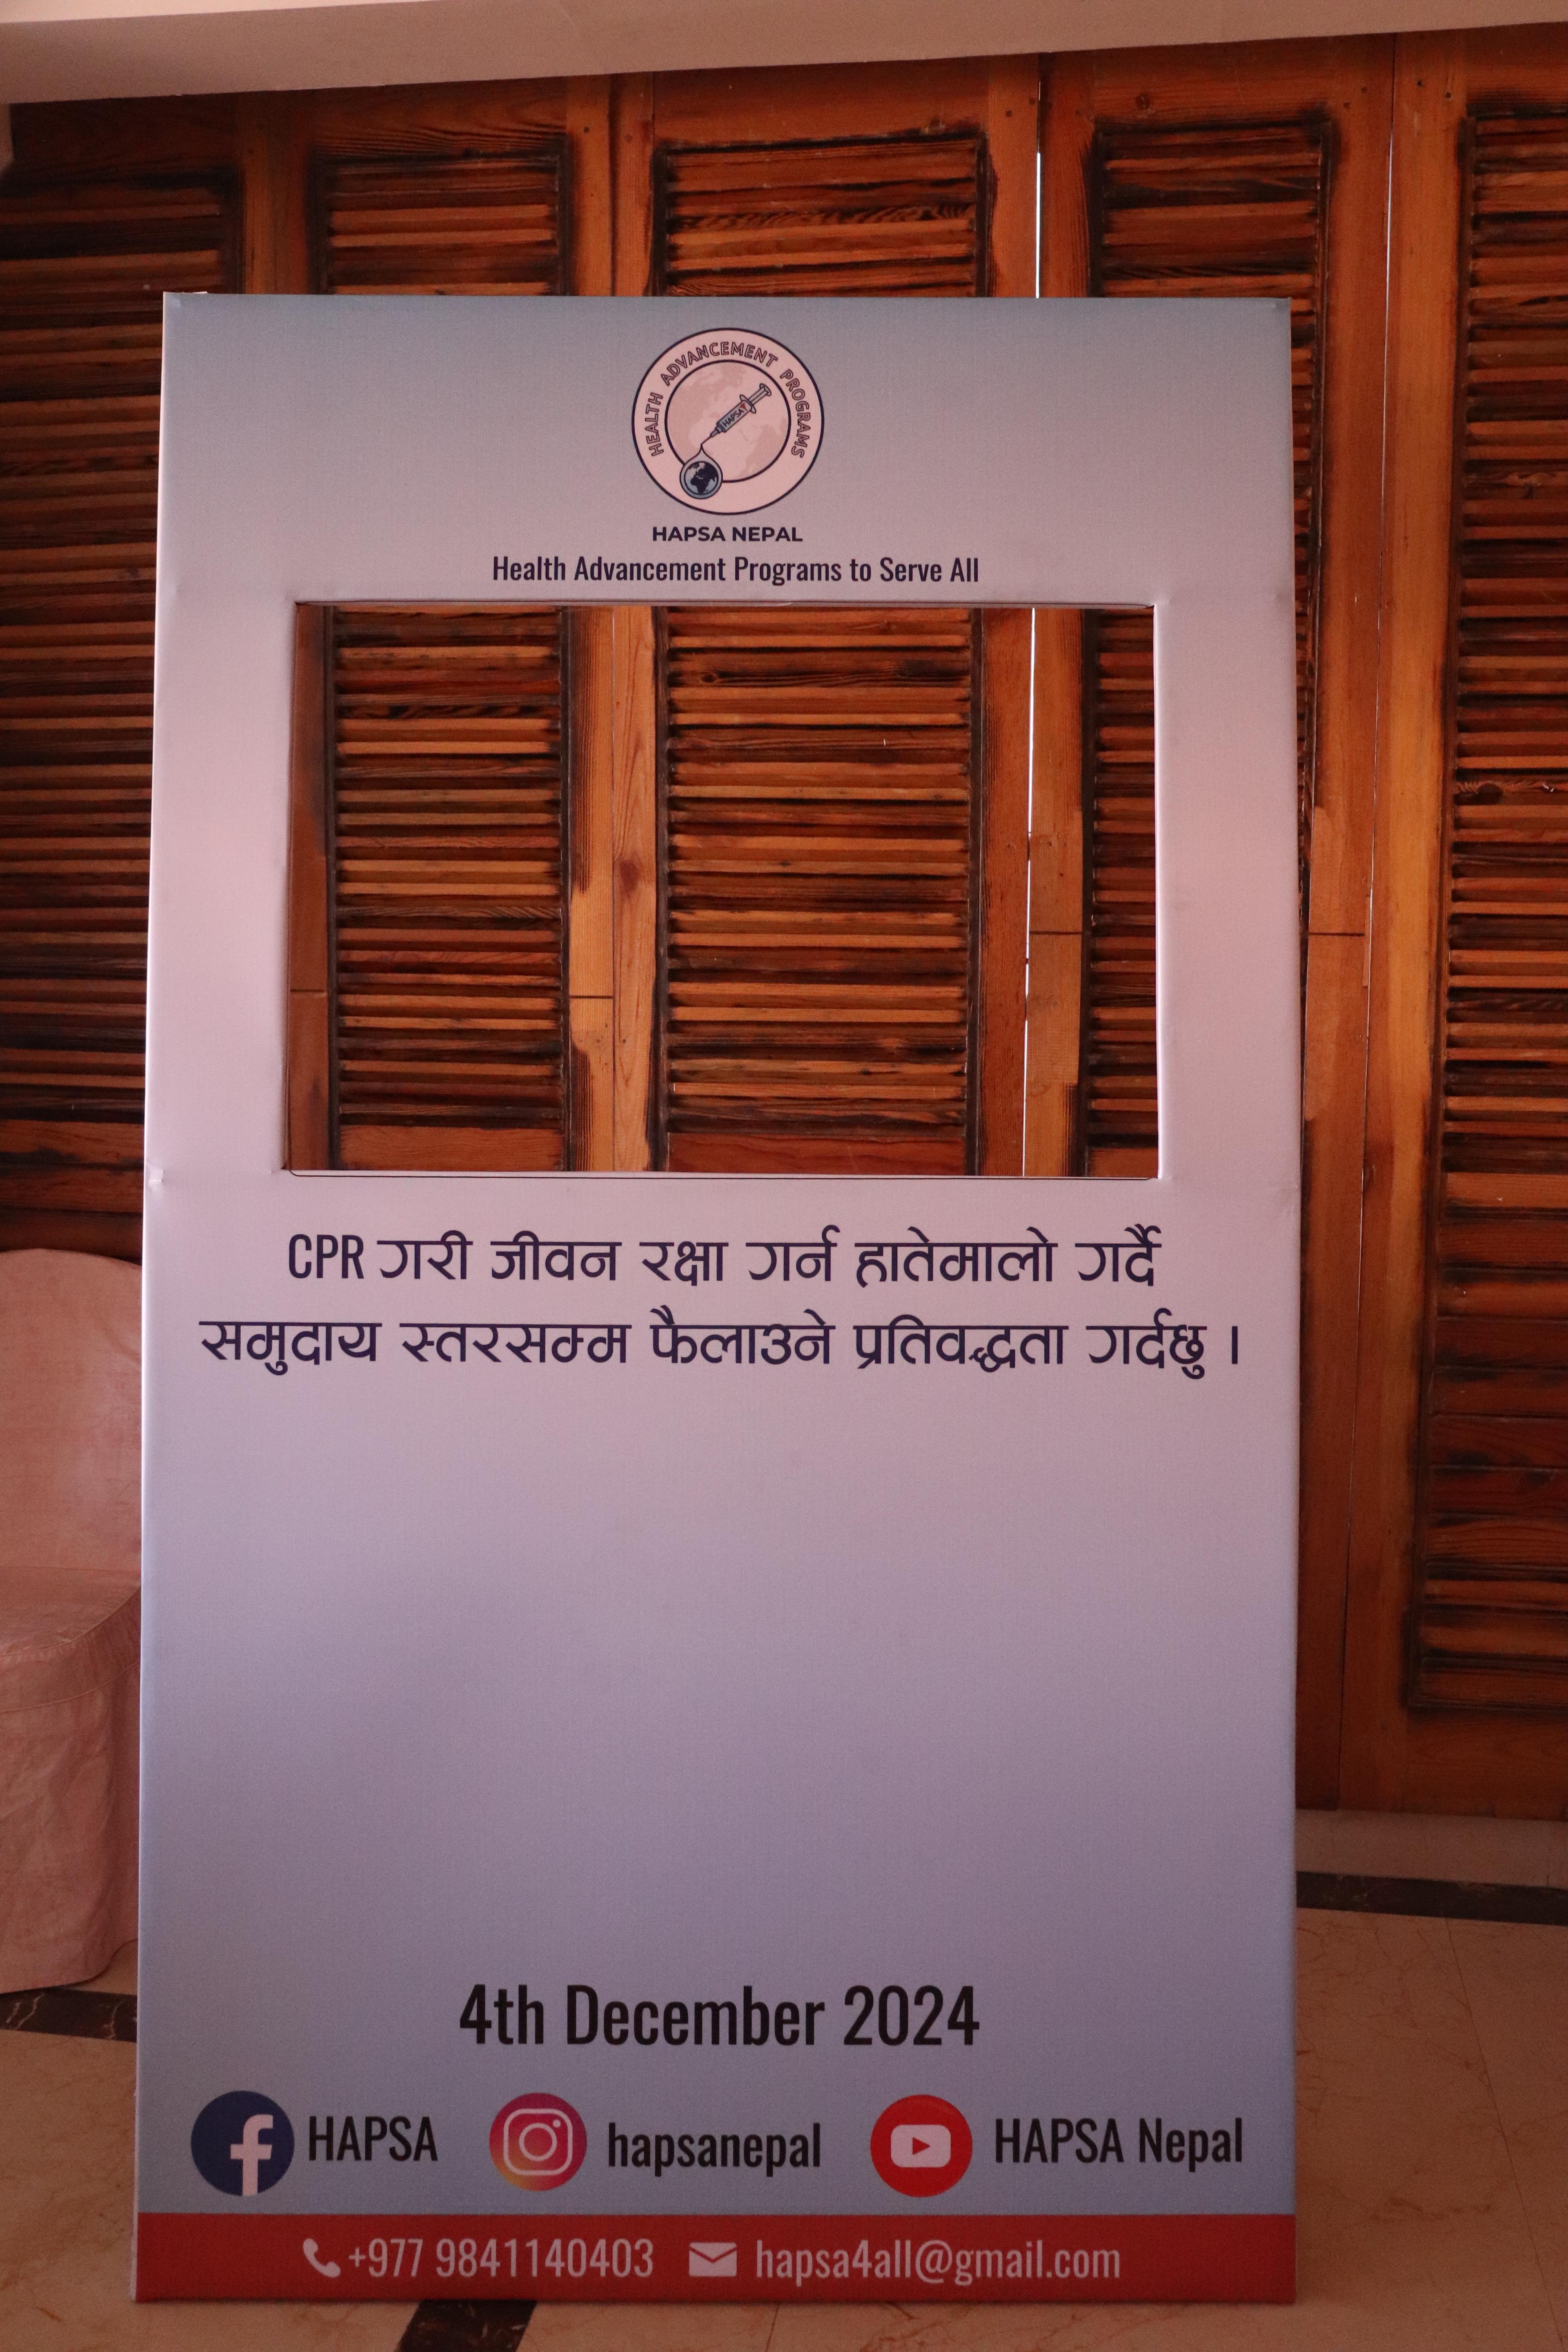 HEALTH ADVANCEMENT PROGRAMS
HAPSA
HAPSA NEPAL
Health Advancement Programs to Serve All
CPR गरी जीवन रक्षा गर्न हातेमालो गर्दै
समुदाय स्तरसम्म फैलाउने प्रतिवद्धता गर्दछु ।
4th December 2024
HAPSA hapsanepal HAPSA Nepal
+977 9841140403 hapsa4all@gmail.com